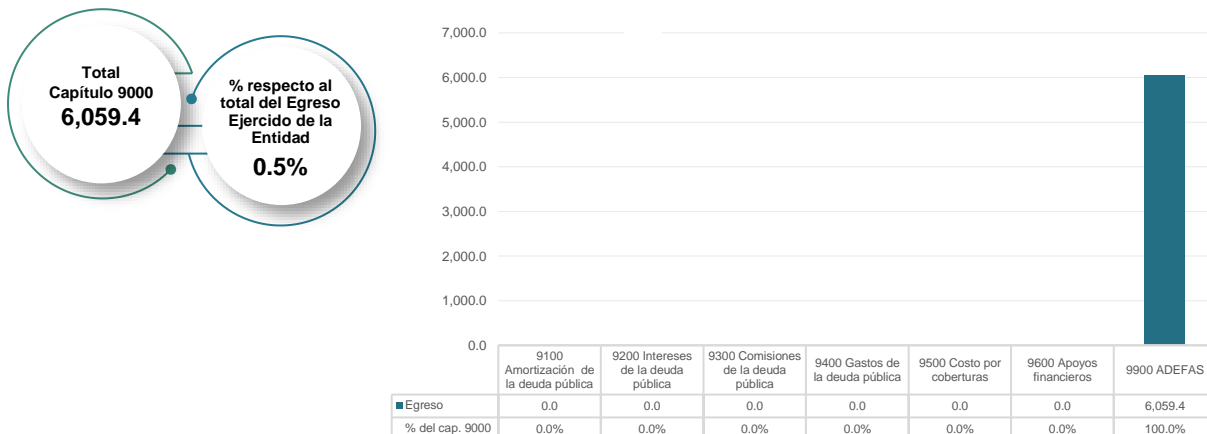 Total
Capítulo 9000
6,059.4
% respecto al
total del Egreso
Ejercido de la
Entidad
0.5%
7,000.0
6,000.0
5,000.0
4,000.0
3,000.0
2,000.0
1,000.0
0.0
9100
Amortización de
la deuda pública
9200 Intereses
de la deuda
pública
9300 Comisiones
de la deuda
pública
9400 Gastos de
la deuda pública
9500 Costo por
coberturas
9600 Apoyos
financieros
9900 ADEFAS
Egreso 0.0 0.0 0.0 0.0 0.0 0.0 6,059.4
% del cap. 9000 0.0% 0.0% 0.0% 0.0% 0.0% 0.0% 100.0%